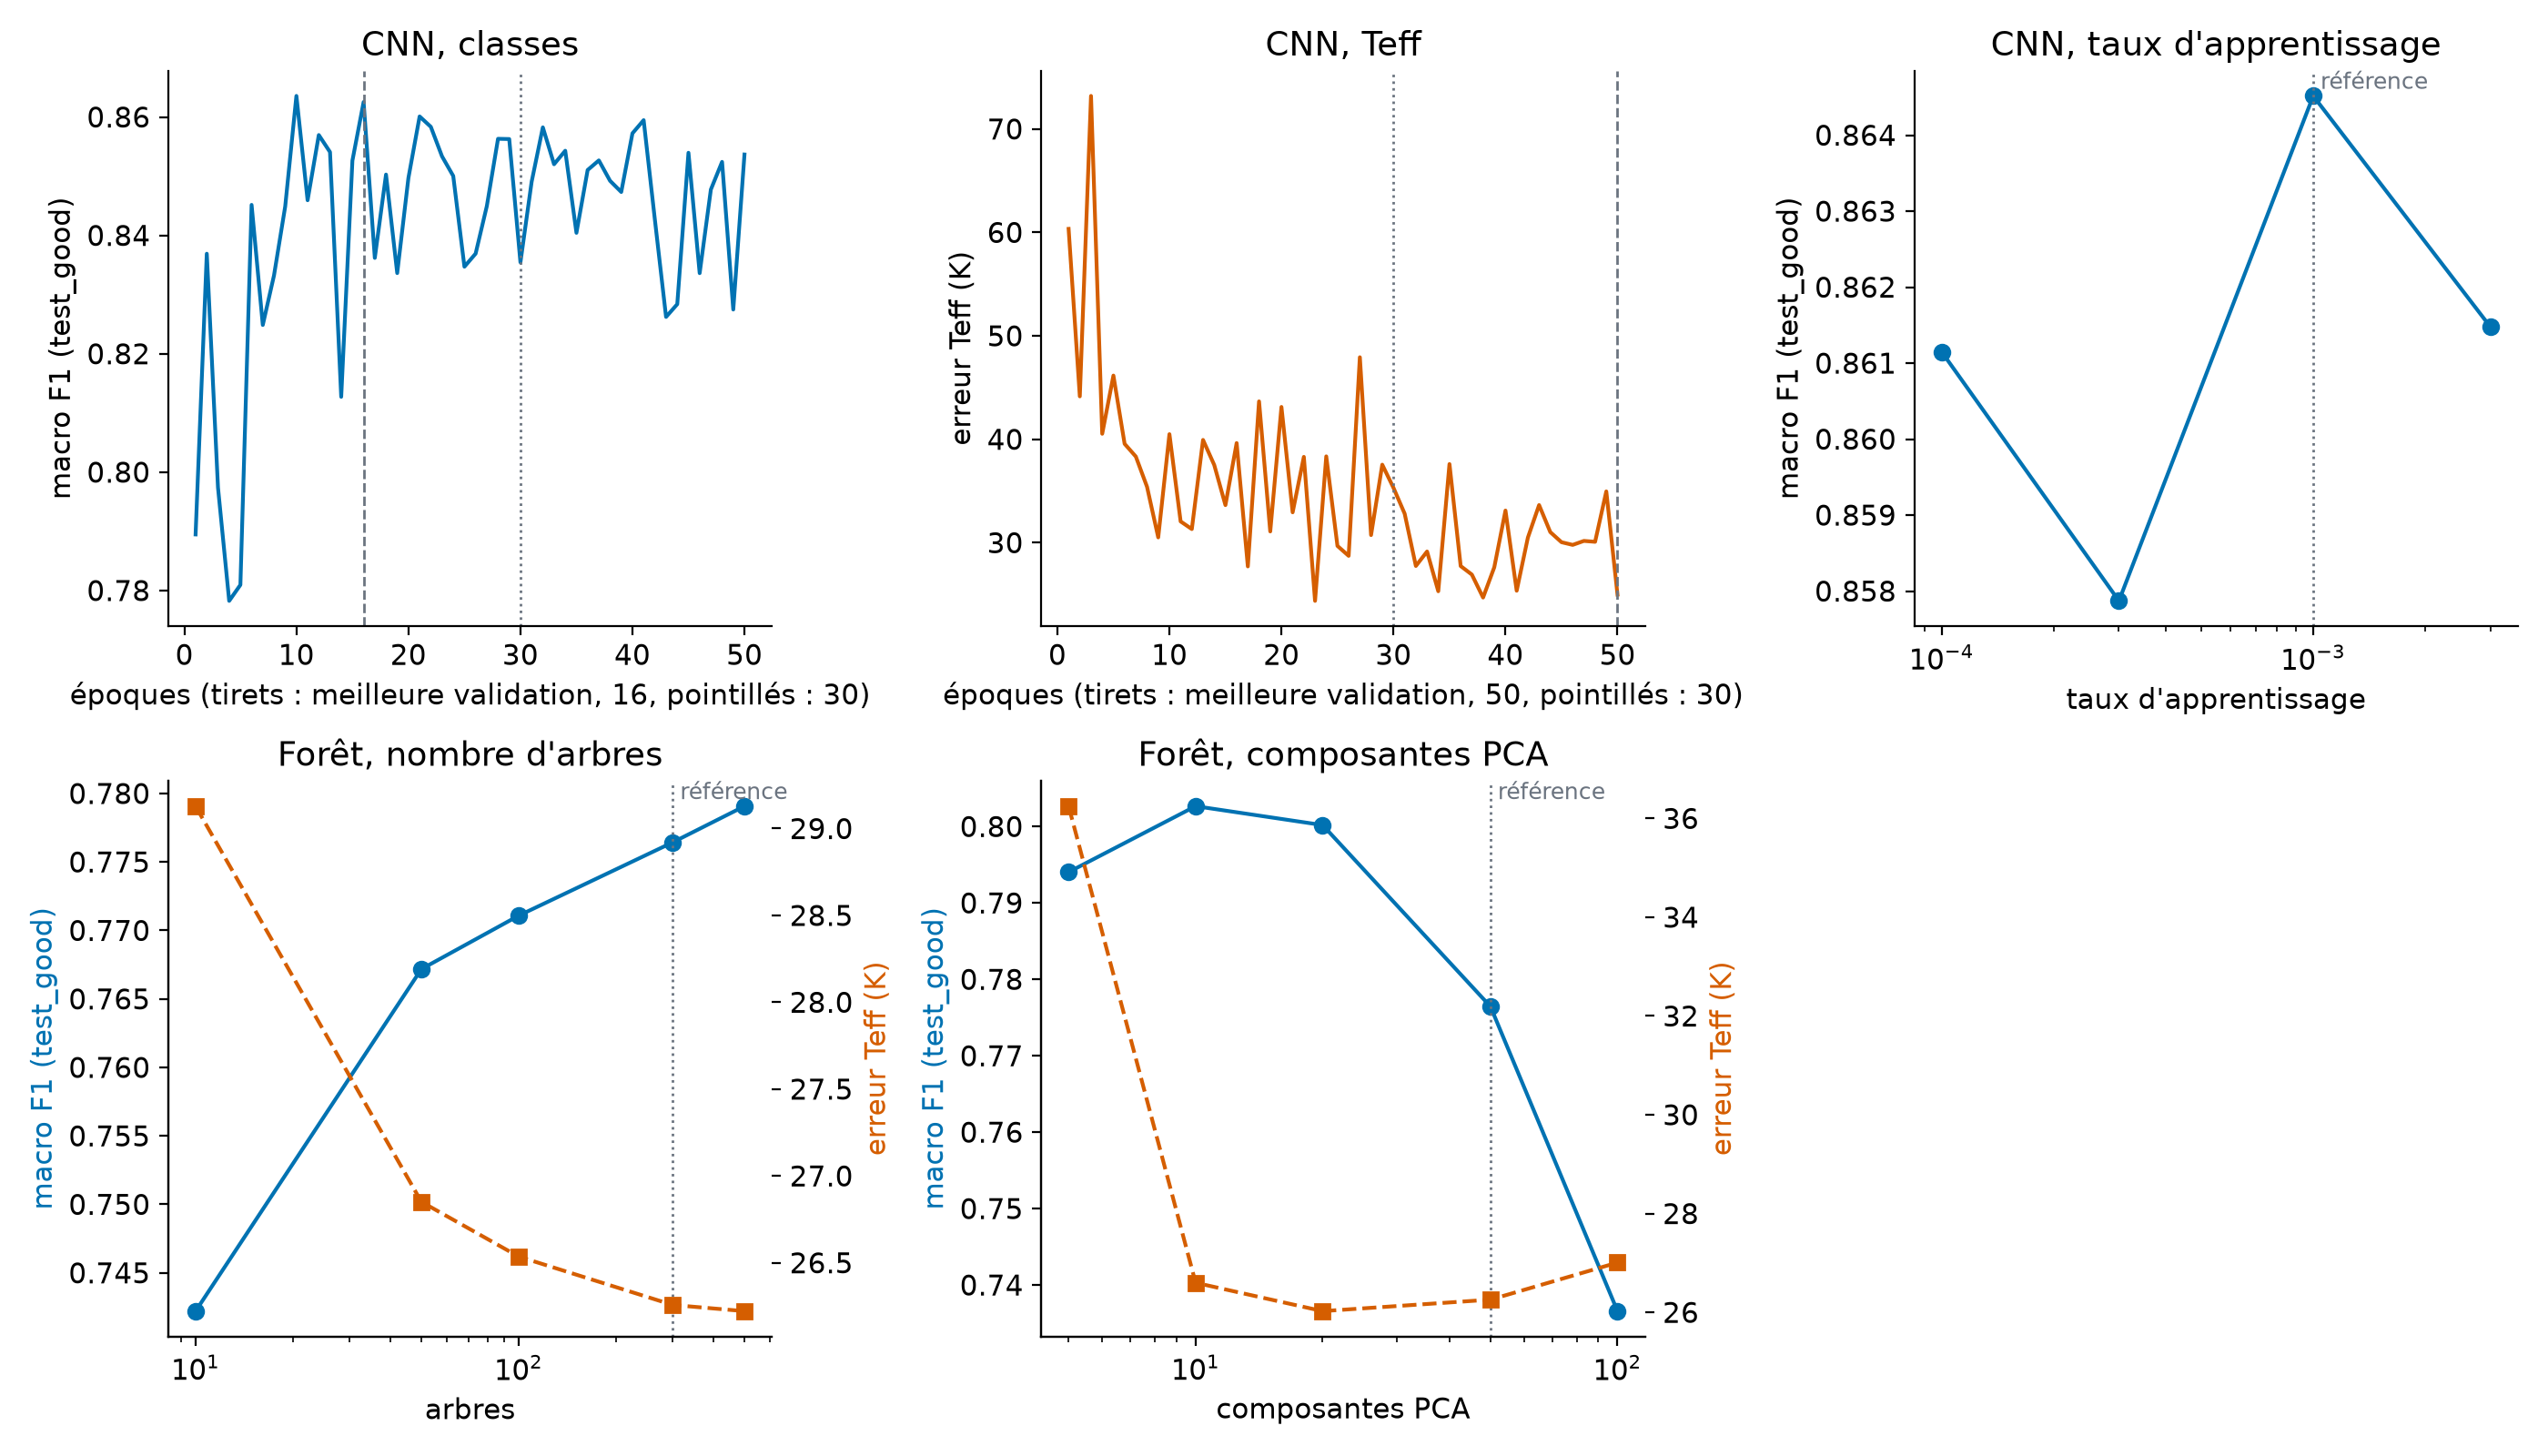 CNN, classes
macro F1 (test_good)
0.86
0.84
0.82
0.80
0.78
0 10 20 30 40 50
époques (tirets : meilleure validation, 16, pointillés : 30)
CNN, Teff
erreur Teff (K)
70
60
50
40
30
0 10 20 30 40 50
époques (tirets : meilleure validation, 50, pointillés : 30)
CNN, taux d'apprentissage
référence
macro F1 (test_good)
0.864
0.863
0.862
0.861
0.860
0.859
0.858
10⁻⁴ 10⁻³
taux d'apprentissage
Forêt, nombre d'arbres
référence
macro F1 (test_good)
0.780
0.775
0.770
0.765
0.760
0.755
0.750
0.745
29.0
28.5
28.0
27.5
27.0
26.5
erreur Teff (K)
10¹ 10²
arbres
Forêt, composantes PCA
référence
macro F1 (test_good)
0.80
0.79
0.78
0.77
0.76
0.75
0.74
36
34
32
30
28
26
erreur Teff (K)
10¹ 10²
composantes PCA